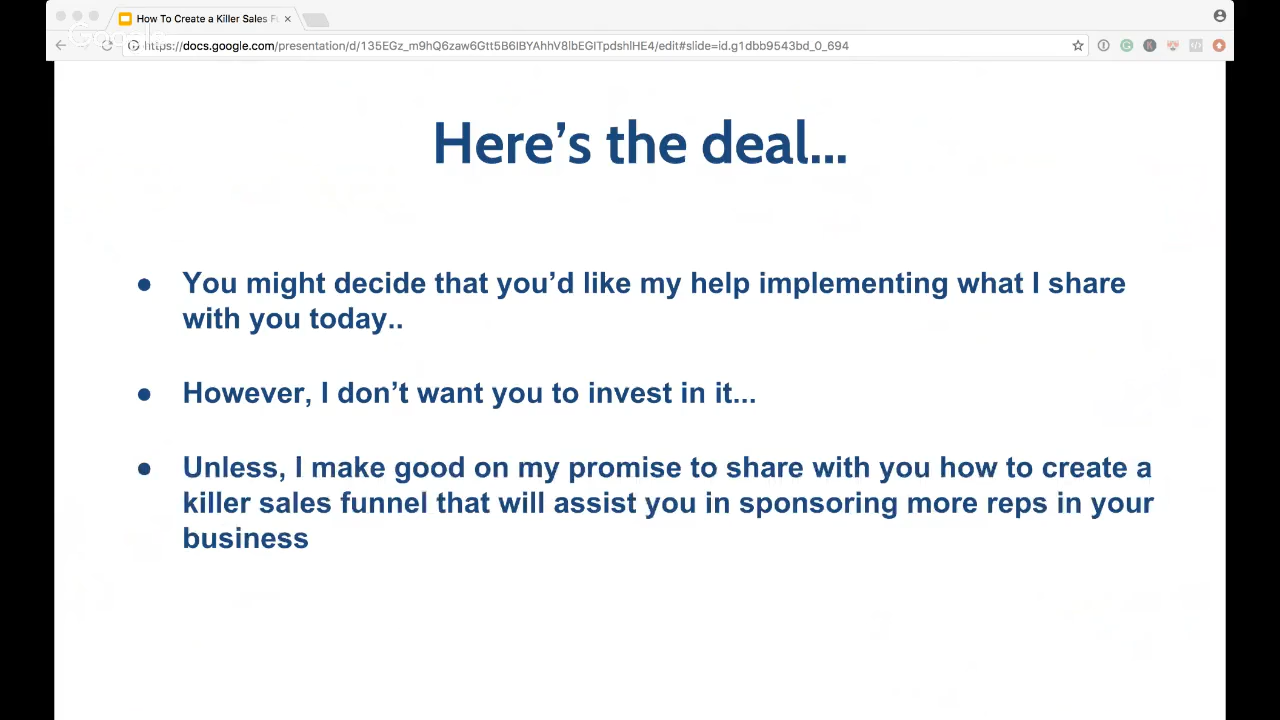 How To Create a Killer Sales Fu
Google
https://docs.google.com/presentation/d/135EGz_m9hQ6zaw6Gtt5B6lBYAhhV8lbEGlTpdshlHE4/edit#slide=id.g1dbb9543bd_0_694
Here’s the deal...
● You might decide that you’d like my help implementing what I share
with you today..
● However, I don’t want you to invest in it...
● Unless, I make good on my promise to share with you how to create a
killer sales funnel that will assist you in sponsoring more reps in your
business